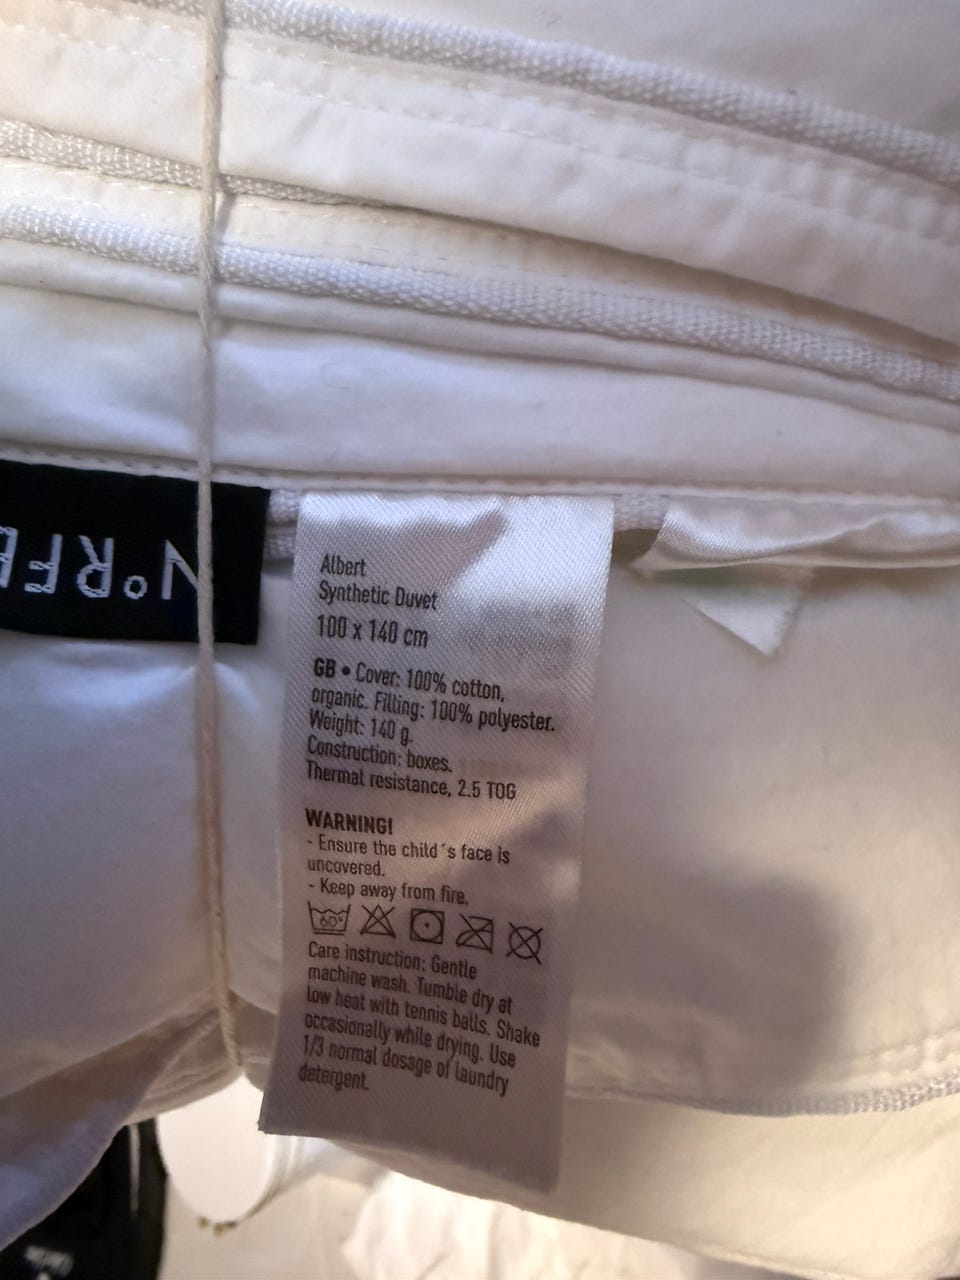 Albert
Synthetic Duvet
100 x 140 cm
GB • Cover: 100% cotton,
organic. Filling: 100% polyester.
Weight: 140 g.
Construction: boxes.
Thermal resistance, 2.5 TOG
WARNING!
- Ensure the child´s face is
uncovered.
- Keep away from fire.
60°
Care instruction: Gentle
machine wash. Tumble dry at
low heat with tennis balls. Shake
occasionally while drying. Use
1/3 normal dosage of laundry
detergent.